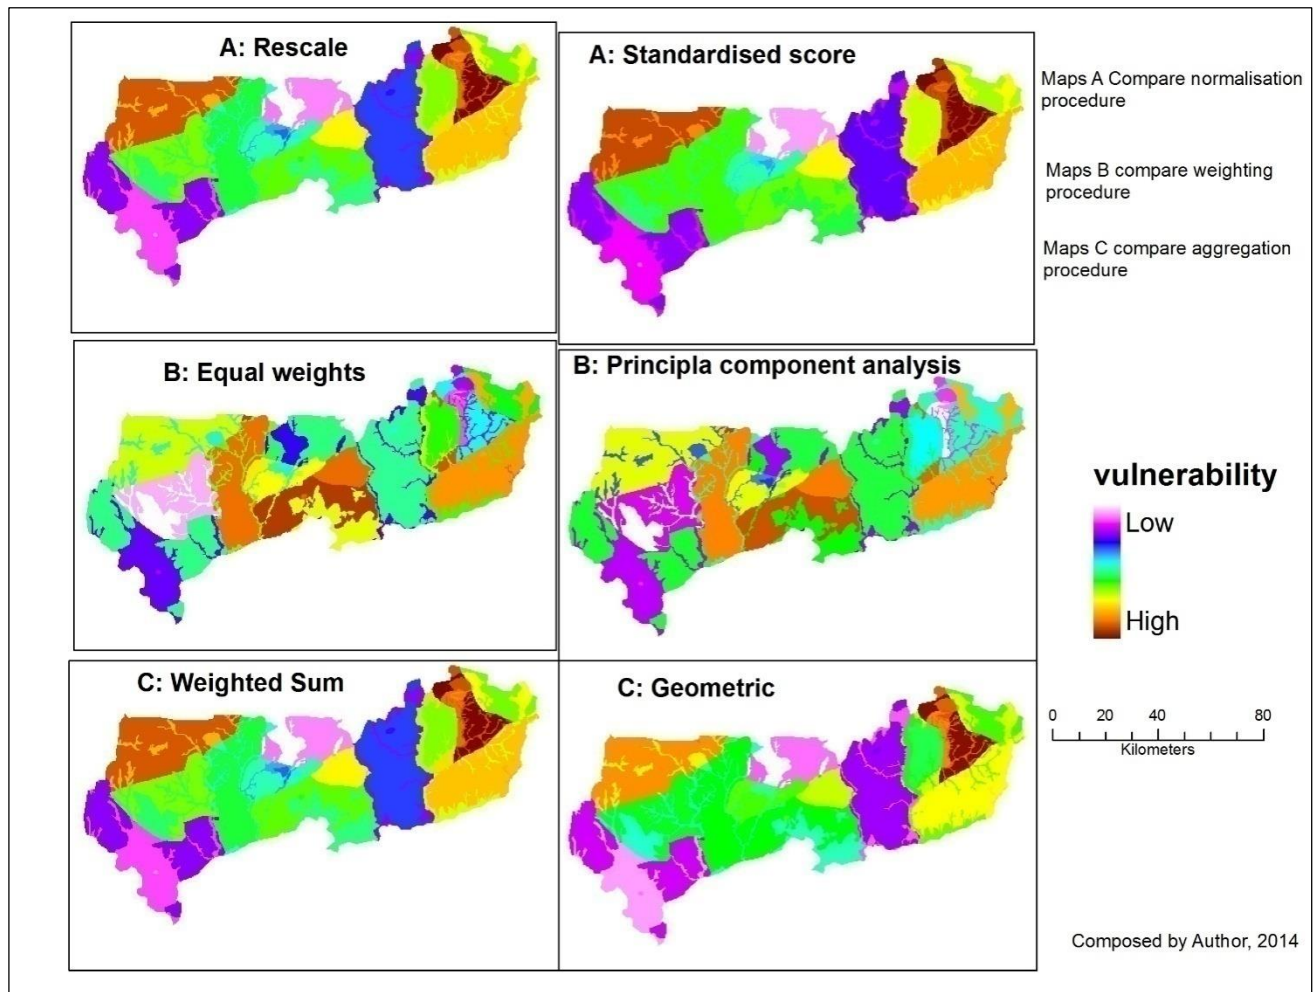 A: Rescale
A: Standardised score
Maps A Compare normalisation
procedure
Maps B compare weighting
procedure
Maps C compare aggregation
procedure
B: Equal weights
B: Principla component analysis
vulnerability
Low
High
C: Weighted Sum
C: Geometric
0 20 40 80
Kilometers
Composed by Author, 2014